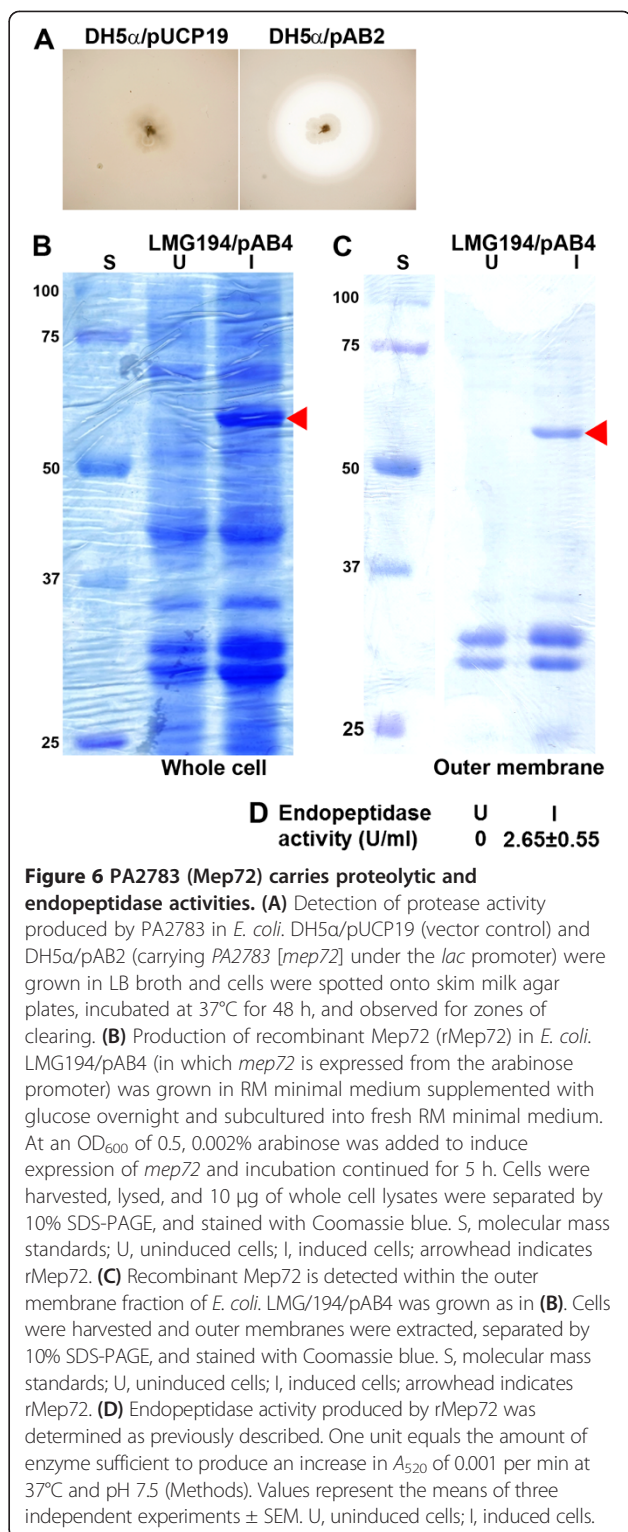 A DH5α/pUCP19 DH5α/pAB2
B LMG194/pAB4 C LMG194/pAB4
S U I S U I
100 100
75 75
50 50
37 37
25 25
Whole cell Outer membrane
D Endopeptidase U I
activity (U/ml) 0 2.65±0.55
Figure 6 PA2783 (Mep72) carries proteolytic and
endopeptidase activities. (A) Detection of protease activity
produced by PA2783 in E. coli. DH5α/pUCP19 (vector control) and
DH5α/pAB2 (carrying PA2783 [mep72] under the lac promoter) were
grown in LB broth and cells were spotted onto skim milk agar
plates, incubated at 37°C for 48 h, and observed for zones of
clearing. (B) Production of recombinant Mep72 (rMep72) in E. coli.
LMG194/pAB4 (in which mep72 is expressed from the arabinose
promoter) was grown in RM minimal medium supplemented with
glucose overnight and subcultured into fresh RM minimal medium.
At an OD600 of 0.5, 0.002% arabinose was added to induce
expression of mep72 and incubation continued for 5 h. Cells were
harvested, lysed, and 10 μg of whole cell lysates were separated by
10% SDS-PAGE, and stained with Coomassie blue. S, molecular mass
standards; U, uninduced cells; I, induced cells; arrowhead indicates
rMep72. (C) Recombinant Mep72 is detected within the outer
membrane fraction of E. coli. LMG/194/pAB4 was grown as in (B). Cells
were harvested and outer membranes were extracted, separated by
10% SDS-PAGE, and stained with Coomassie blue. S, molecular mass
standards; U, uninduced cells; I, induced cells; arrowhead indicates
rMep72. (D) Endopeptidase activity produced by rMep72 was
determined as previously described. One unit equals the amount of
enzyme sufficient to produce an increase in A520 of 0.001 per min at
37°C and pH 7.5 (Methods). Values represent the means of three
independent experiments ± SEM. U, uninduced cells; I, induced cells.